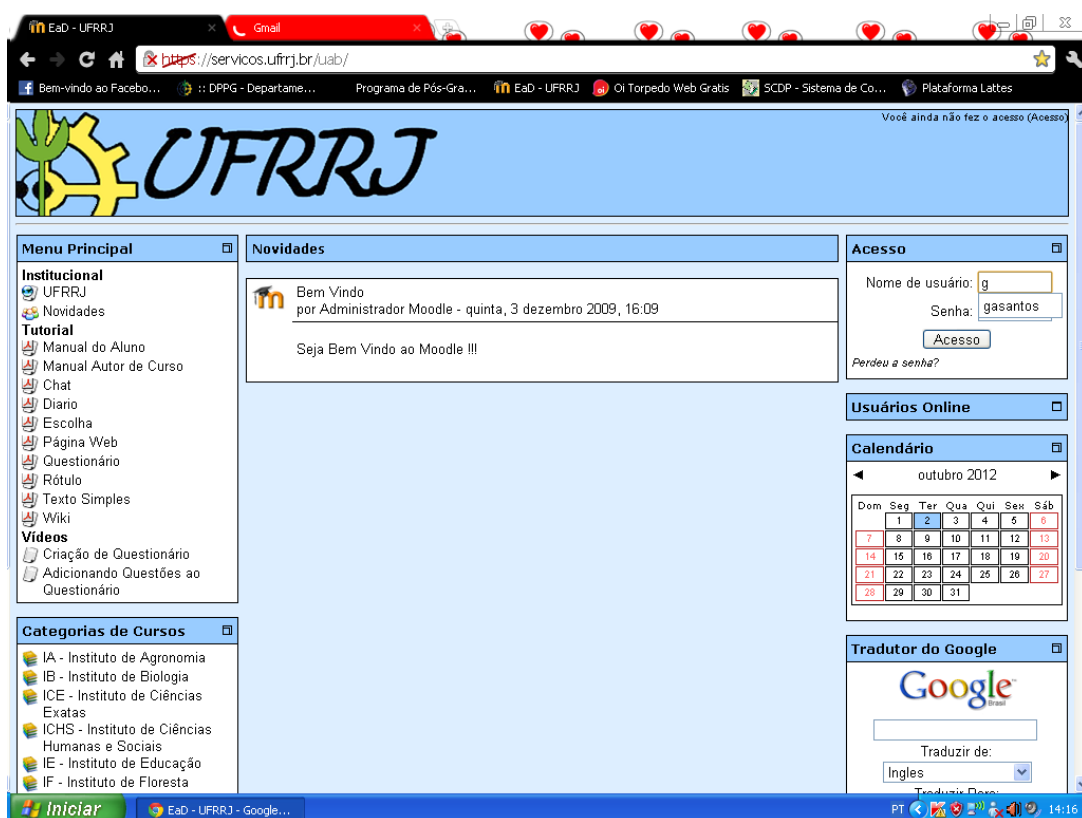 EaD - UFRRJ
Gmail
https://servicos.ufrrj.br/uab/
Bem-vindo ao Facebo...
:: DPPG - Departame...
Programa de Pós-Gra...
EaD - UFRRJ
Oi Torpedo Web Gratis
SCDP - Sistema de Co...
Plataforma Lattes
Você ainda não fez o acesso (Acesso)
UFRRJ
Menu Principal
Institucional
UFRRJ
Novidades
Tutorial
Manual do Aluno
Manual Autor de Curso
Chat
Diario
Escolha
Página Web
Questionário
Rótulo
Texto Simples
Wiki
Vídeos
Criação de Questionário
Adicionando Questões ao
Questionário
Categorias de Cursos
IA - Instituto de Agronomia
IB - Instituto de Biologia
ICE - Instituto de Ciências
Exatas
ICHS - Instituto de Ciências
Humanas e Sociais
IE - Instituto de Educação
IF - Instituto de Floresta
Novidades
Bem Vindo
por Administrador Moodle - quinta, 3 dezembro 2009, 16:09
Seja Bem Vindo ao Moodle !!!
Acesso
Nome de usuário: g
gasantos
Senha:
Acesso
Perdeu a senha?
Usuários Online
Calendário
outubro 2012
Dom Seg Ter Qua Qui Sex Sáb
1 2 3 4 5 6
7 8 9 10 11 12 13
14 15 16 17 18 19 20
21 22 23 24 25 26 27
28 29 30 31
Tradutor do Google
Google
Brasil
Traduzir de:
Ingles
Traduzir Para:
Iniciar
EaD - UFRRJ - Google...
PT
14:16